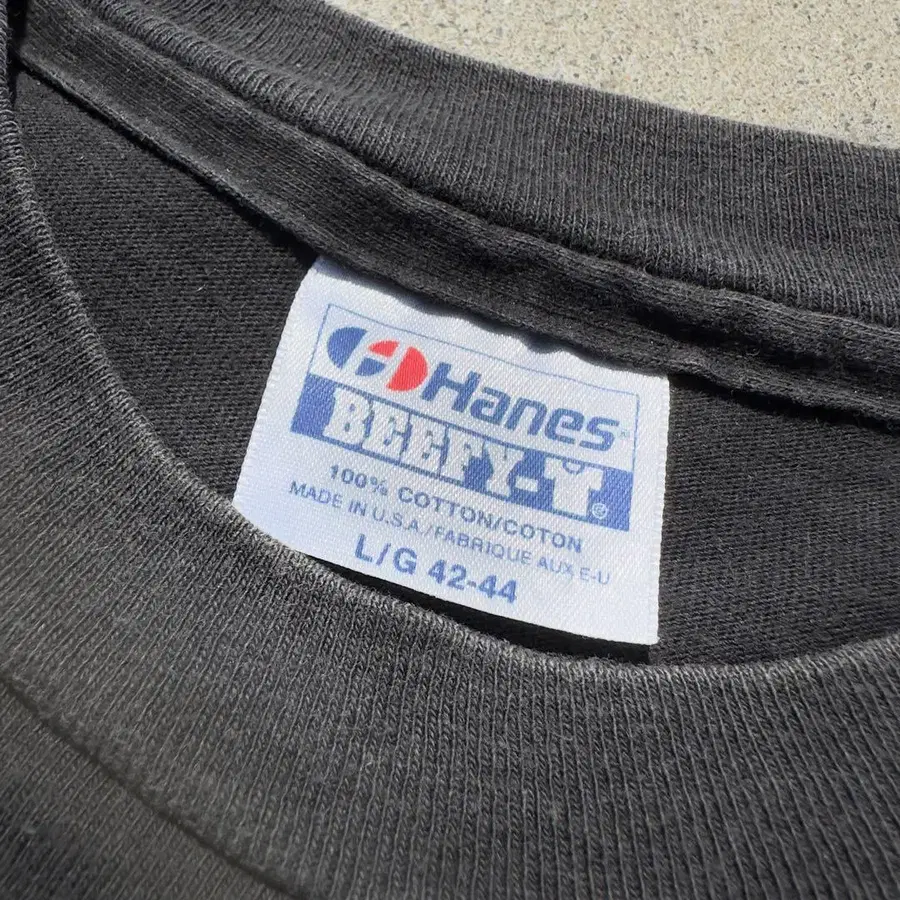 Hanes
BEEFY-T®
100% COTTON/COTON
MADE IN U.S.A./FABRIQUE AUX E-U
L/G 42-44